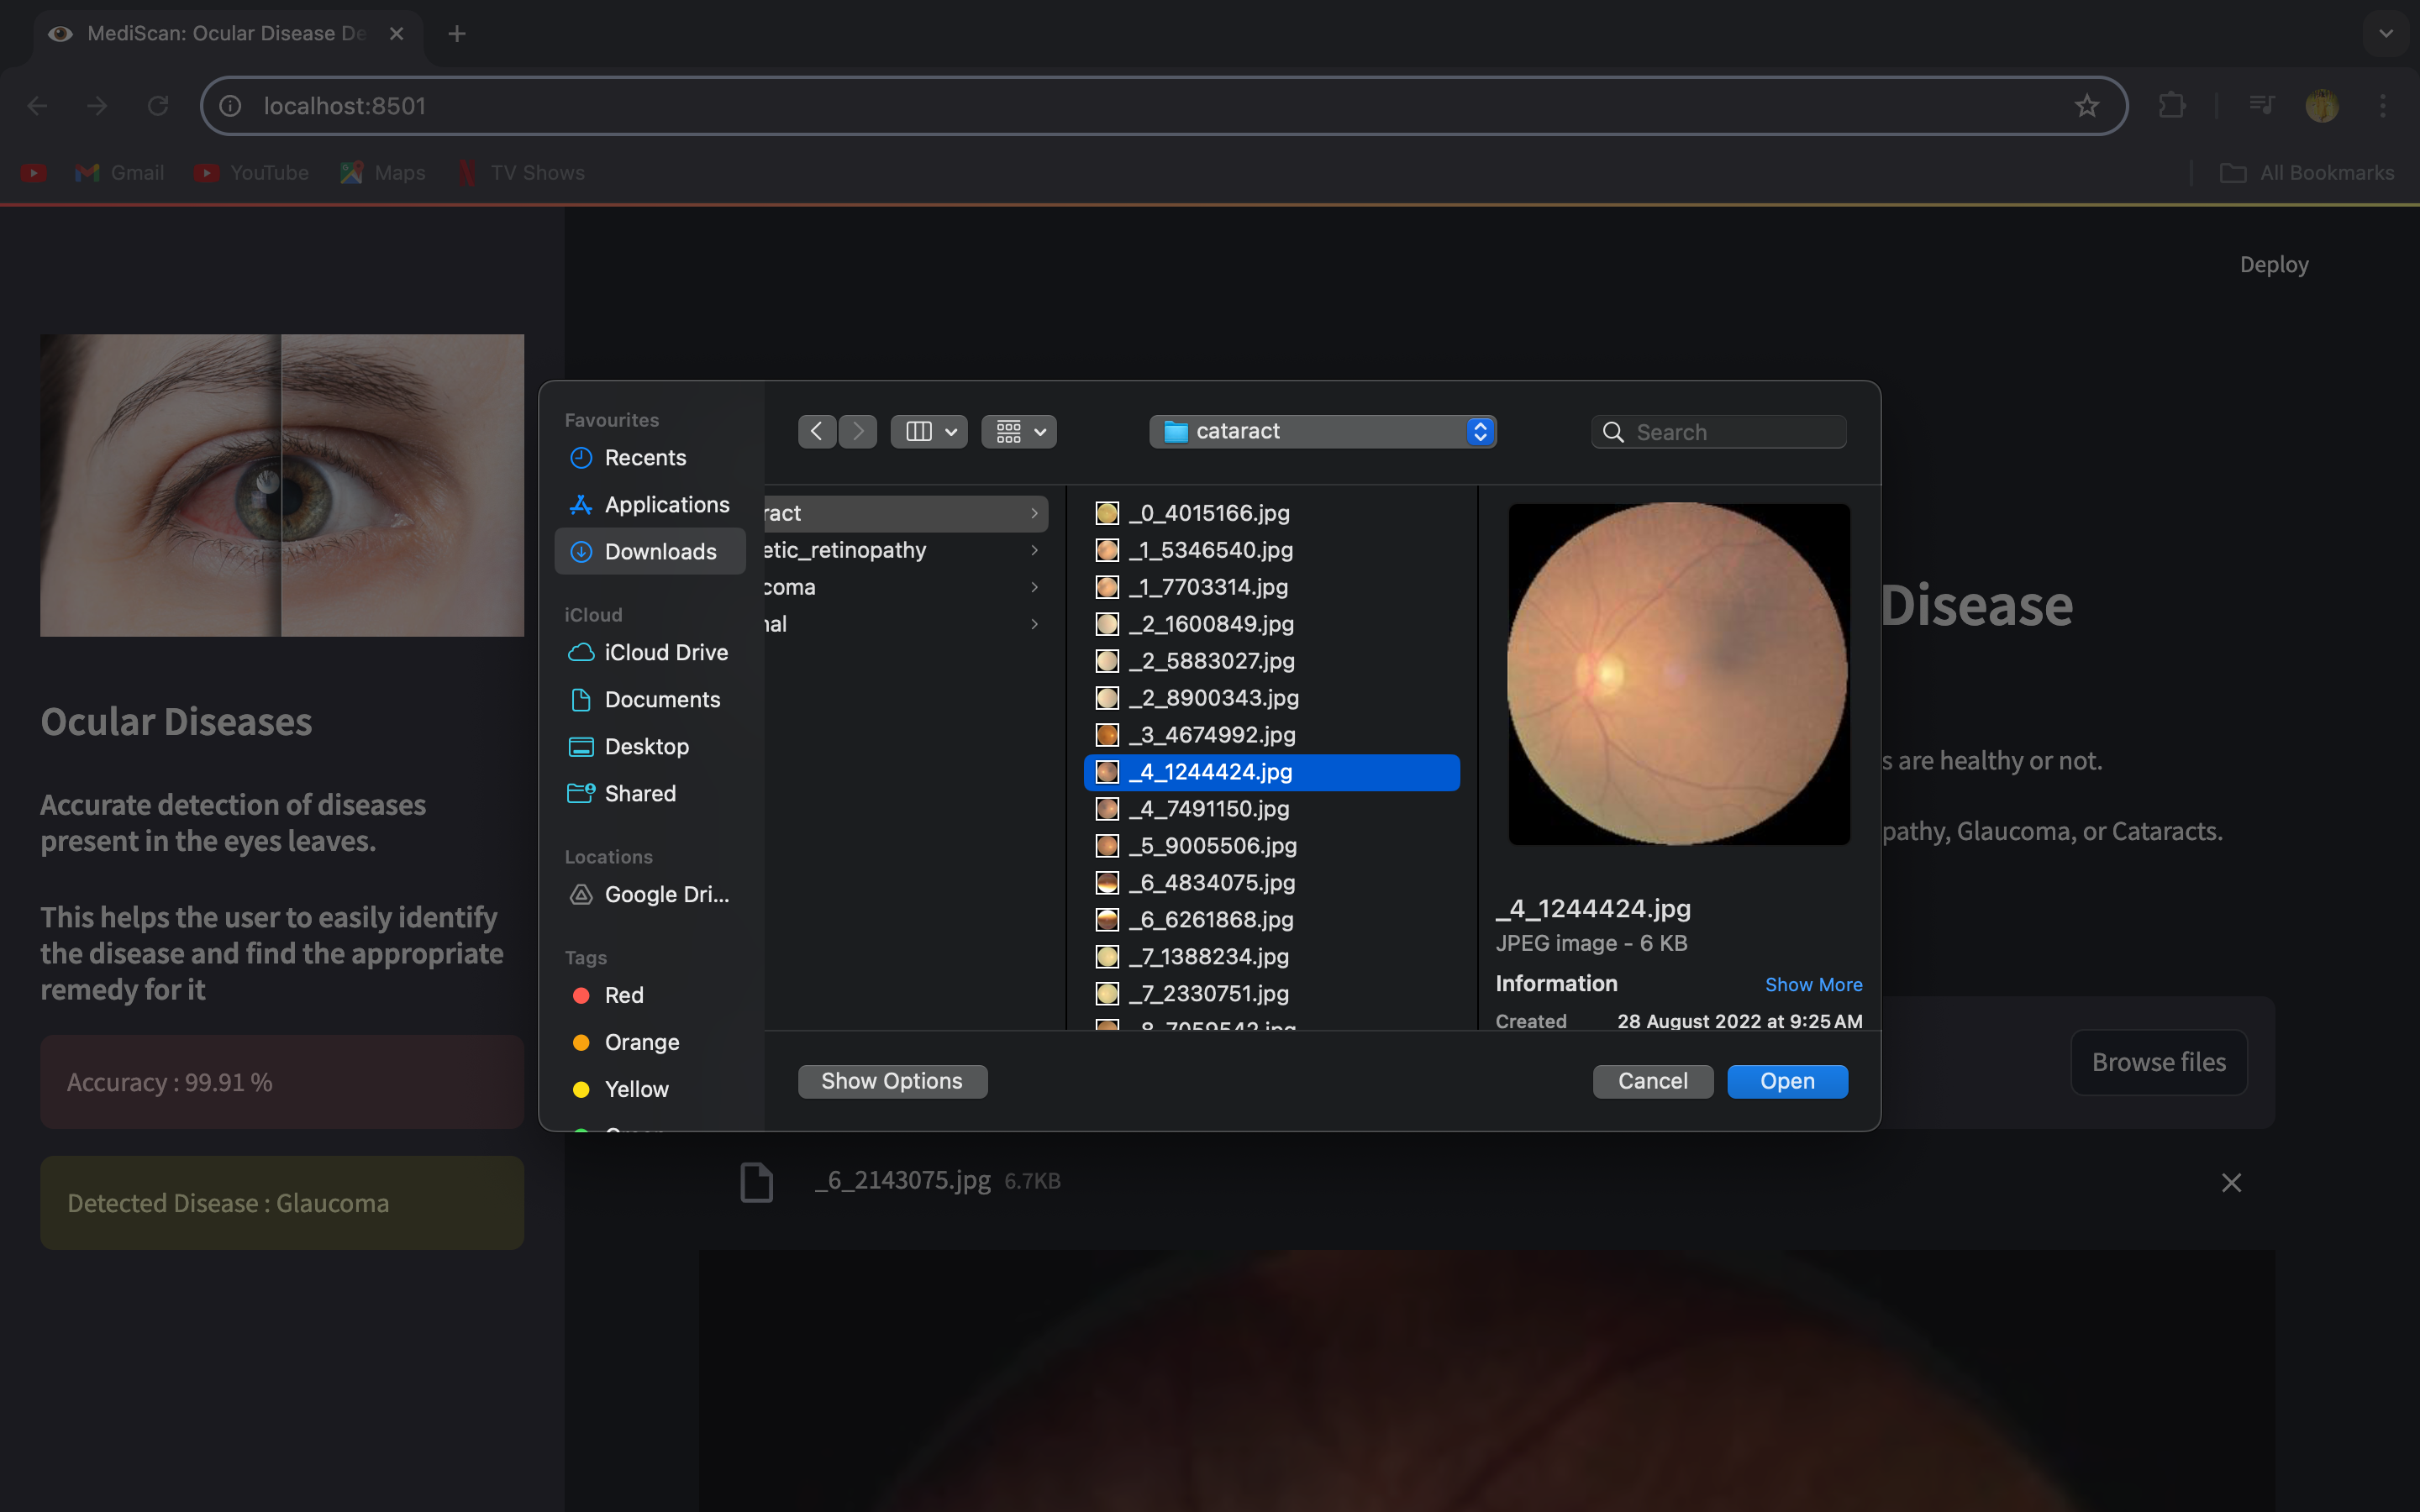 MediScan: Ocular Disease De
localhost:8501
Gmail
YouTube
Maps
TV Shows
All Bookmarks
Deploy
Ocular Diseases
Accurate detection of diseases
present in the eyes leaves.
This helps the user to easily identify
the disease and find the appropriate
remedy for it
Accuracy : 99.91 %
Detected Disease : Glaucoma
Favourites
Recents
Applications
Downloads
iCloud
iCloud Drive
Documents
Desktop
Shared
Locations
Google Dri...
Tags
Red
Orange
Yellow
cataract
Search
ract
etic_retinopathy
coma
nal
_0_4015166.jpg
_1_5346540.jpg
_1_7703314.jpg
_2_1600849.jpg
_2_5883027.jpg
_2_8900343.jpg
_3_4674992.jpg
_4_1244424.jpg
_4_7491150.jpg
_5_9005506.jpg
_6_4834075.jpg
_6_6261868.jpg
_7_1388234.jpg
_7_2330751.jpg
_4_1244424.jpg
JPEG image - 6 KB
Information
Show More
Created
28 August 2022 at 9:25 AM
Show Options
Cancel
Open
Disease
s are healthy or not.
pathy, Glaucoma, or Cataracts.
Browse files
_6_2143075.jpg 6.7KB